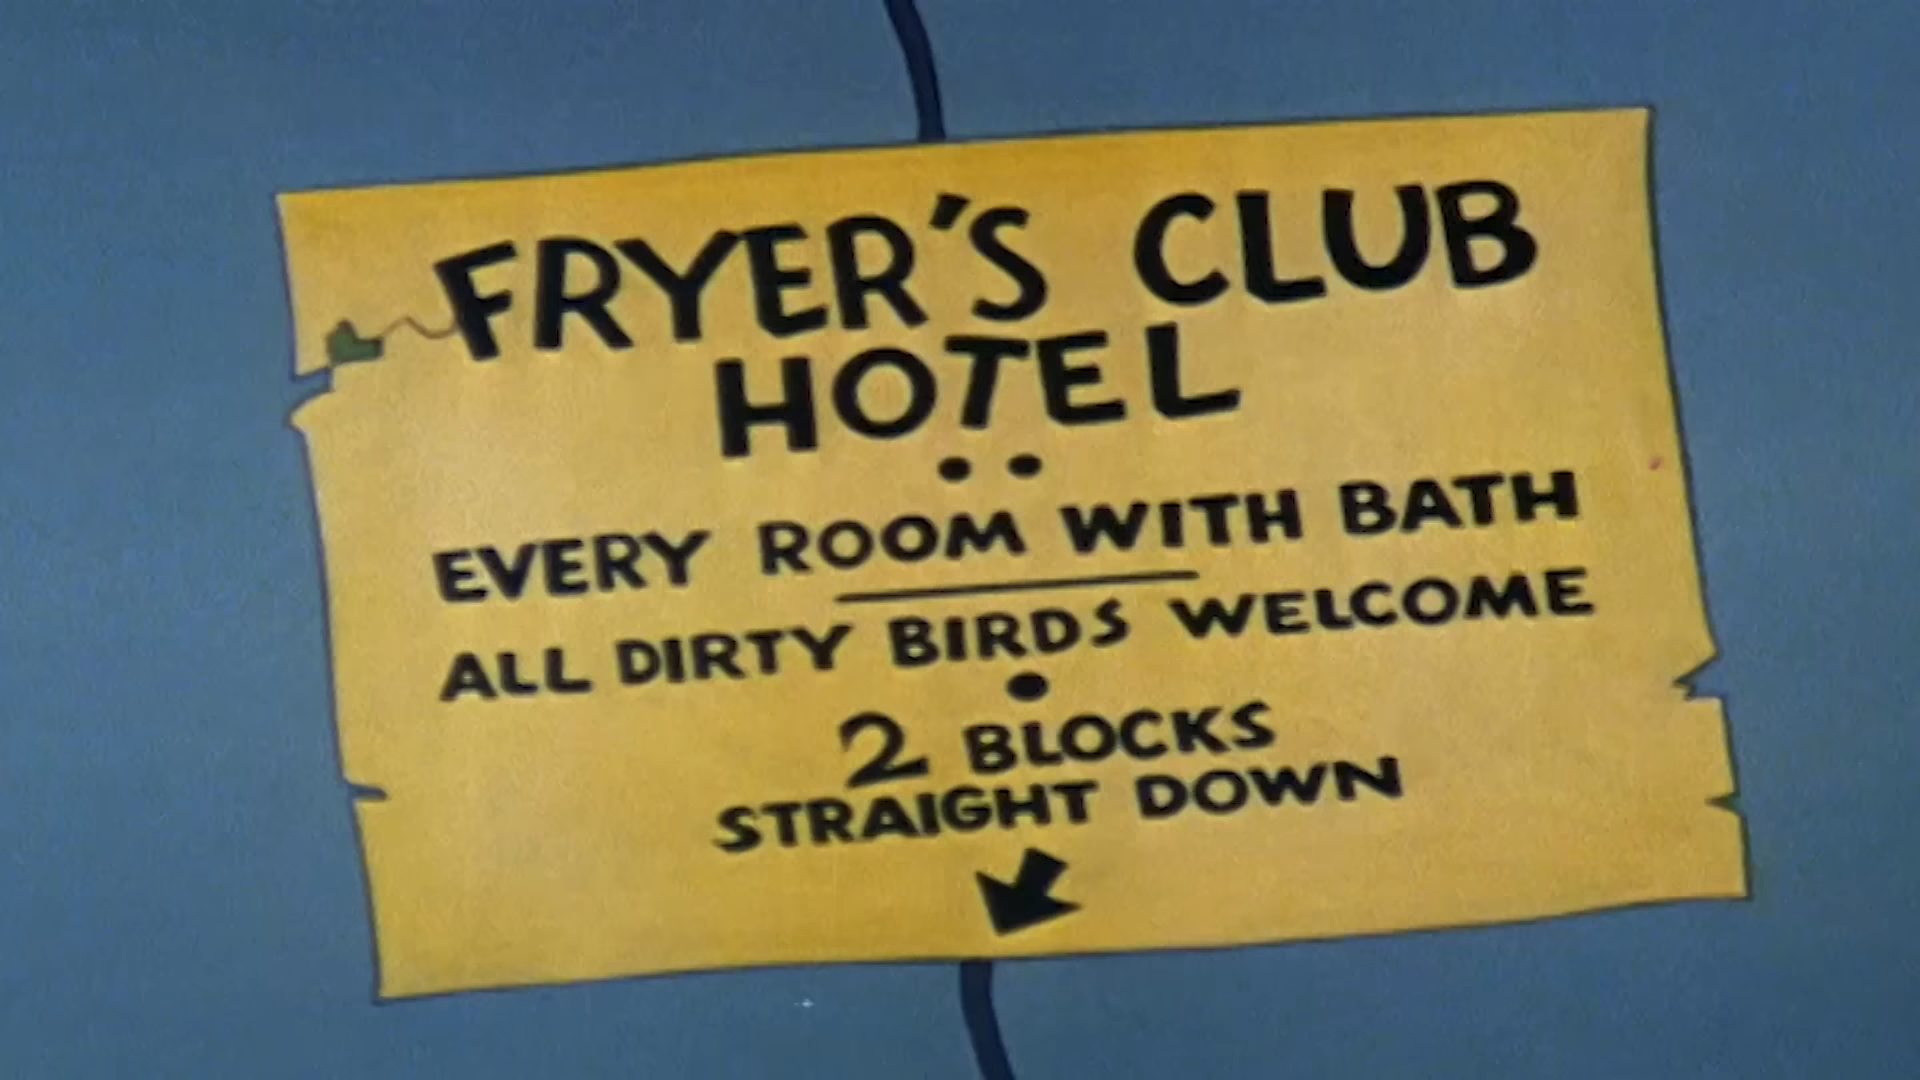 FRYER'S CLUB
HOTEL
EVERY ROOM WITH BATH
ALL DIRTY BIRDS WELCOME
2 BLOCKS
STRAIGHT DOWN